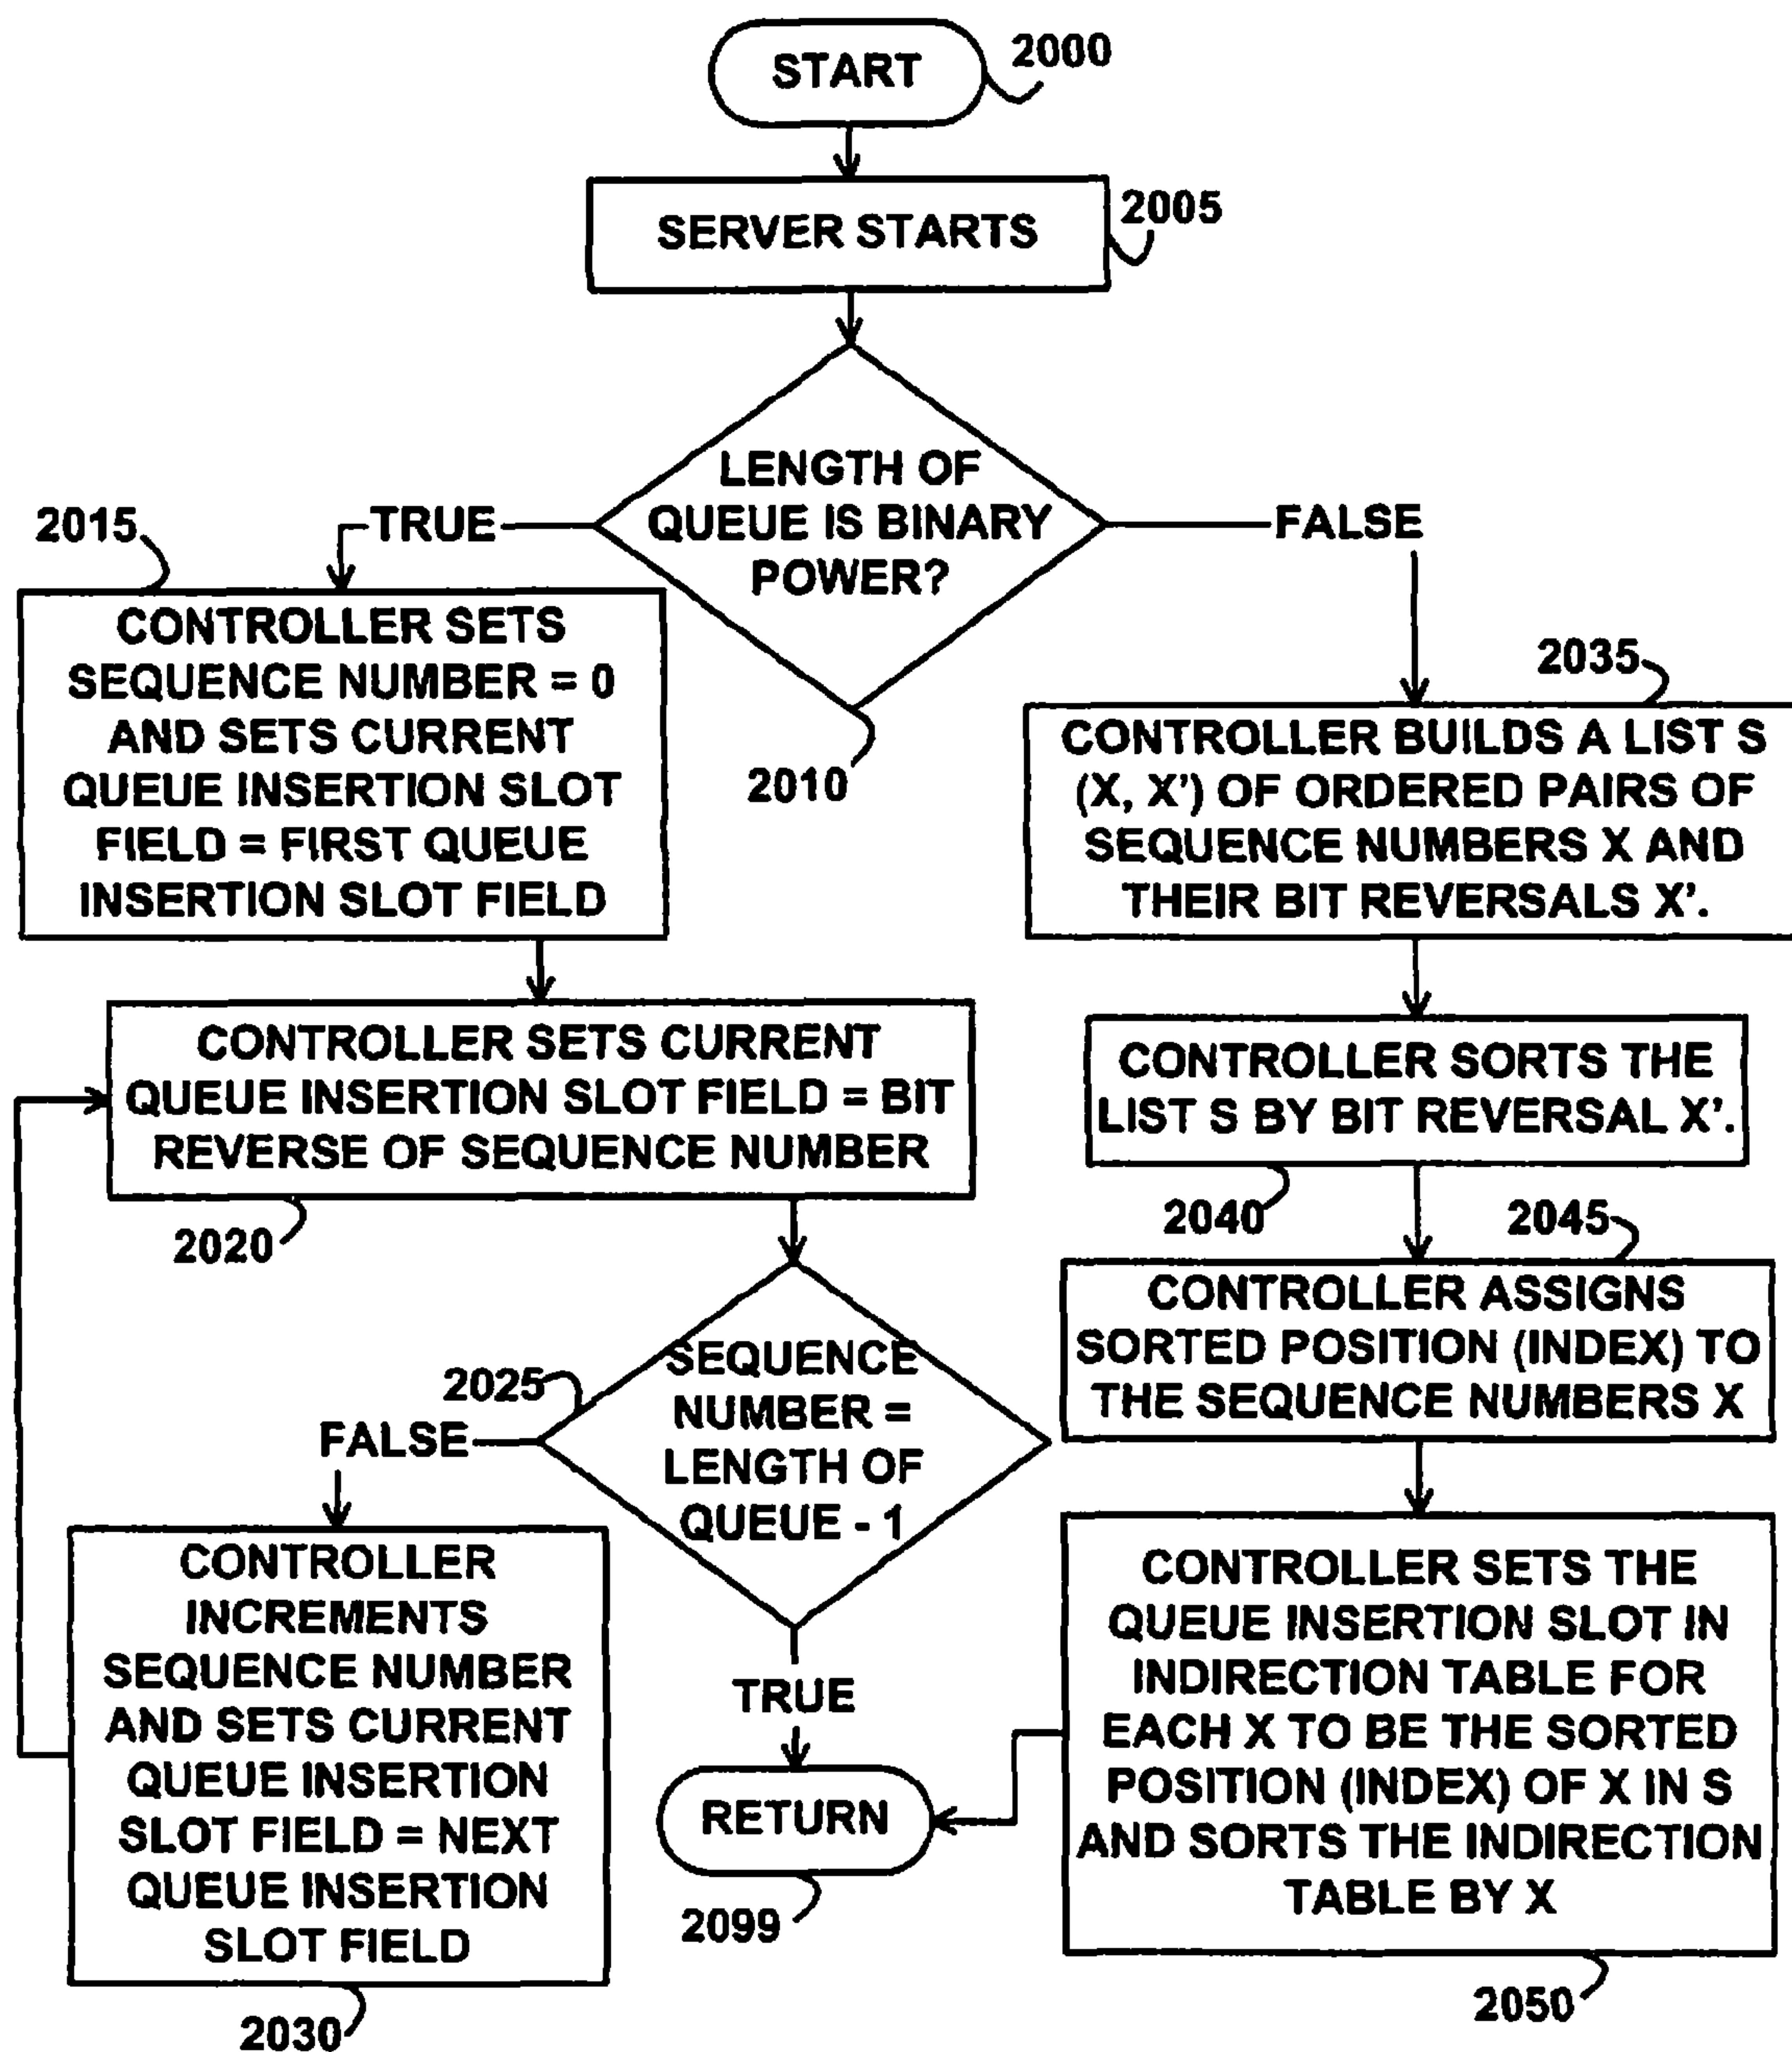 START
2000
SERVER STARTS
2005
LENGTH OF
QUEUE IS BINARY
POWER?
2010
TRUE
FALSE
2015
CONTROLLER SETS
SEQUENCE NUMBER = 0
AND SETS CURRENT
QUEUE INSERTION SLOT
FIELD = FIRST QUEUE
INSERTION SLOT FIELD
CONTROLLER SETS CURRENT
QUEUE INSERTION SLOT FIELD = BIT
REVERSE OF SEQUENCE NUMBER
2020
2025
SEQUENCE
NUMBER =
LENGTH OF
QUEUE - 1
FALSE
TRUE
CONTROLLER
INCREMENTS
SEQUENCE NUMBER
AND SETS CURRENT
QUEUE INSERTION
SLOT FIELD = NEXT
QUEUE INSERTION
SLOT FIELD
2030
RETURN
2099
2035
CONTROLLER BUILDS A LIST S
(X, X') OF ORDERED PAIRS OF
SEQUENCE NUMBERS X AND
THEIR BIT REVERSALS X'.
CONTROLLER SORTS THE
LIST S BY BIT REVERSAL X'.
2040
2045
CONTROLLER ASSIGNS
SORTED POSITION (INDEX) TO
THE SEQUENCE NUMBERS X
CONTROLLER SETS THE
QUEUE INSERTION SLOT IN
INDIRECTION TABLE FOR
EACH X TO BE THE SORTED
POSITION (INDEX) OF X IN S
AND SORTS THE INDIRECTION
TABLE BY X
2050